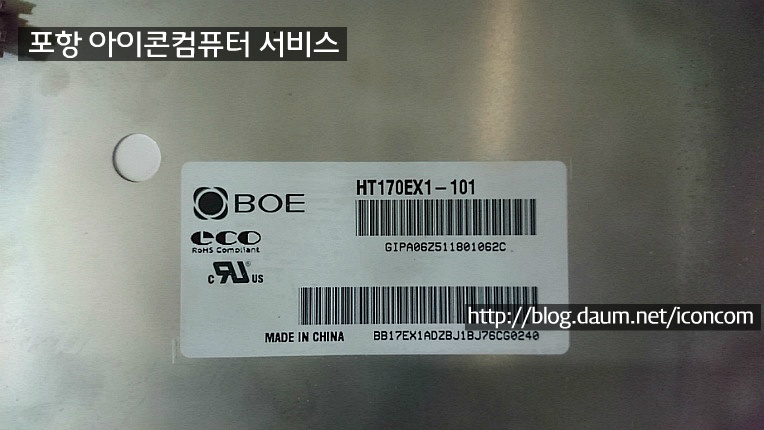 포항 아이콘컴퓨터 서비스
BOE
HT170EX1-101
GIPA06Z511801062C
eco
RoHS Compliant
c RU US
http://blog.daum.net/iconcom
MADE IN CHINA
BB17EX1ADZBJ1BJ76CG0240